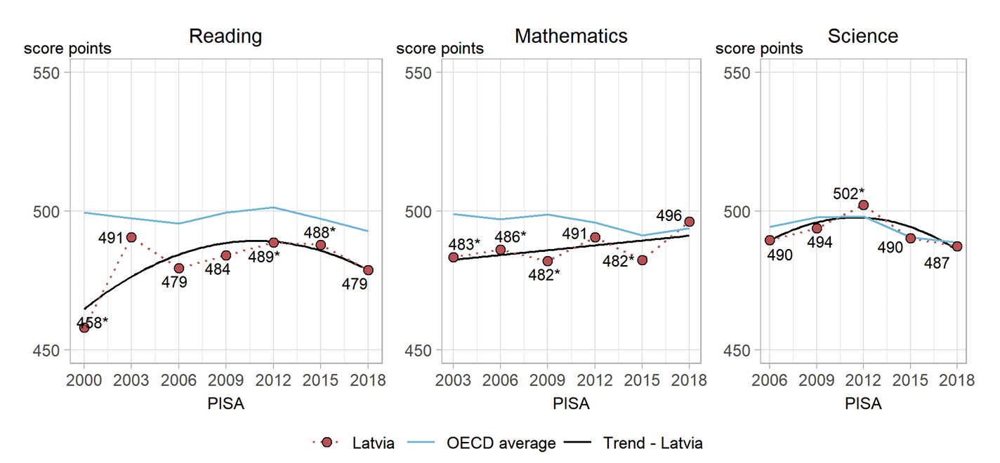 Reading Mathematics Science
score points score points score points
550 550 550
500 500 500
450 450 450
458* 491 479 484 489* 488* 479
483* 486* 482* 491 482* 496
490 494 502* 490 487
2000 2003 2006 2009 2012 2015 2018
2003 2006 2009 2012 2015 2018
2006 2009 2012 2015 2018
PISA PISA PISA
Latvia OECD average Trend - Latvia